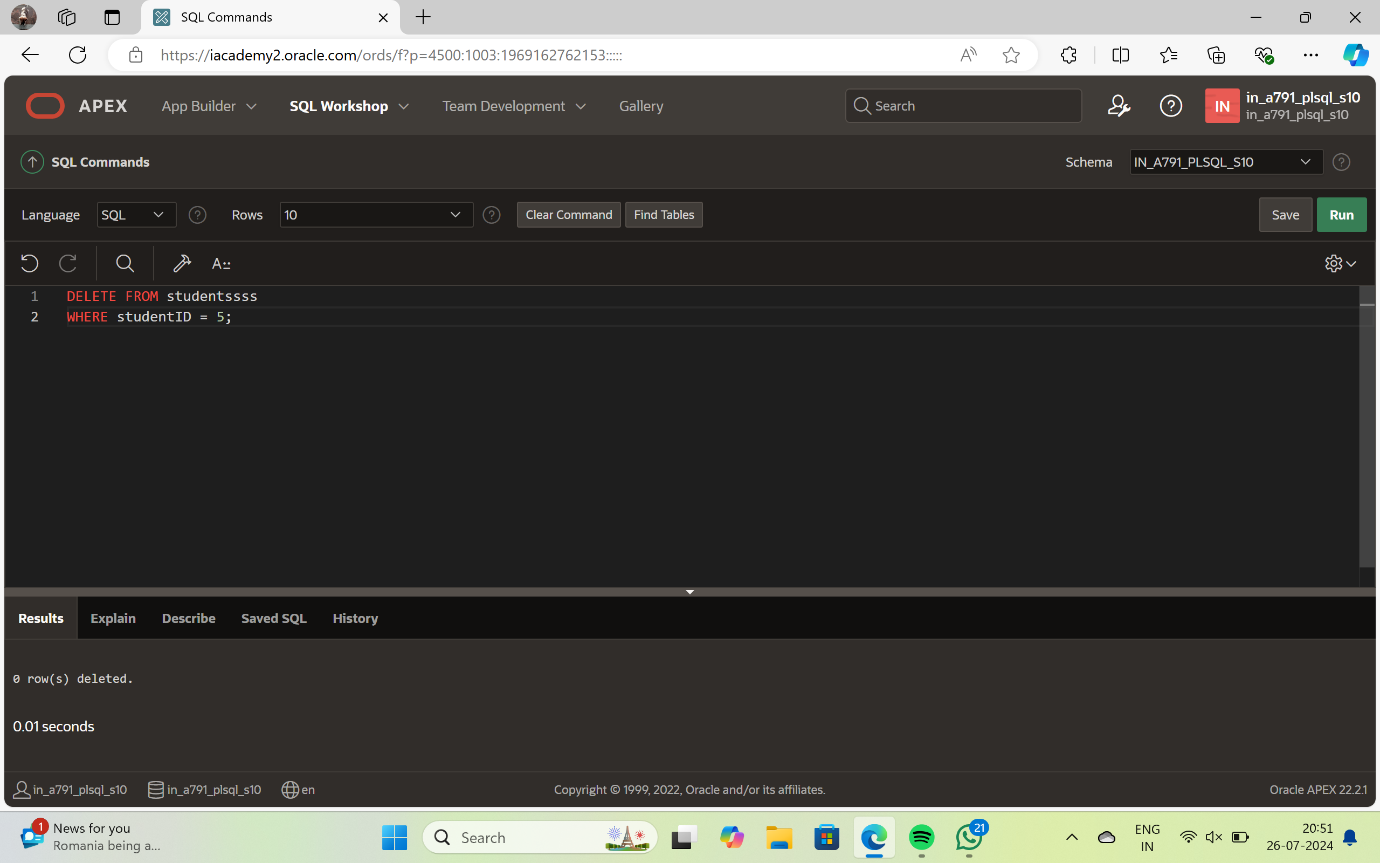 SQL Commands
https://iacademy2.oracle.com/ords/f?p=4500:1003:1969162762153:::::
APEX App Builder SQL Workshop Team Development Gallery Search IN in_a791_plsql_s10
in_a791_plsql_s10
SQL Commands Schema IN_A791_PLSQL_S10
Language SQL Rows 10 Clear Command Find Tables Save Run
1 DELETE FROM studentssss
2 WHERE studentID = 5;
Results Explain Describe Saved SQL History
0 row(s) deleted.
0.01 seconds
in_a791_plsql_s10 in_a791_plsql_s10 en Copyright © 1999, 2022, Oracle and/or its affiliates. Oracle APEX 22.2.1
1 News for you
Romania being a...
Search
21
ENG
IN
20:51
26-07-2024